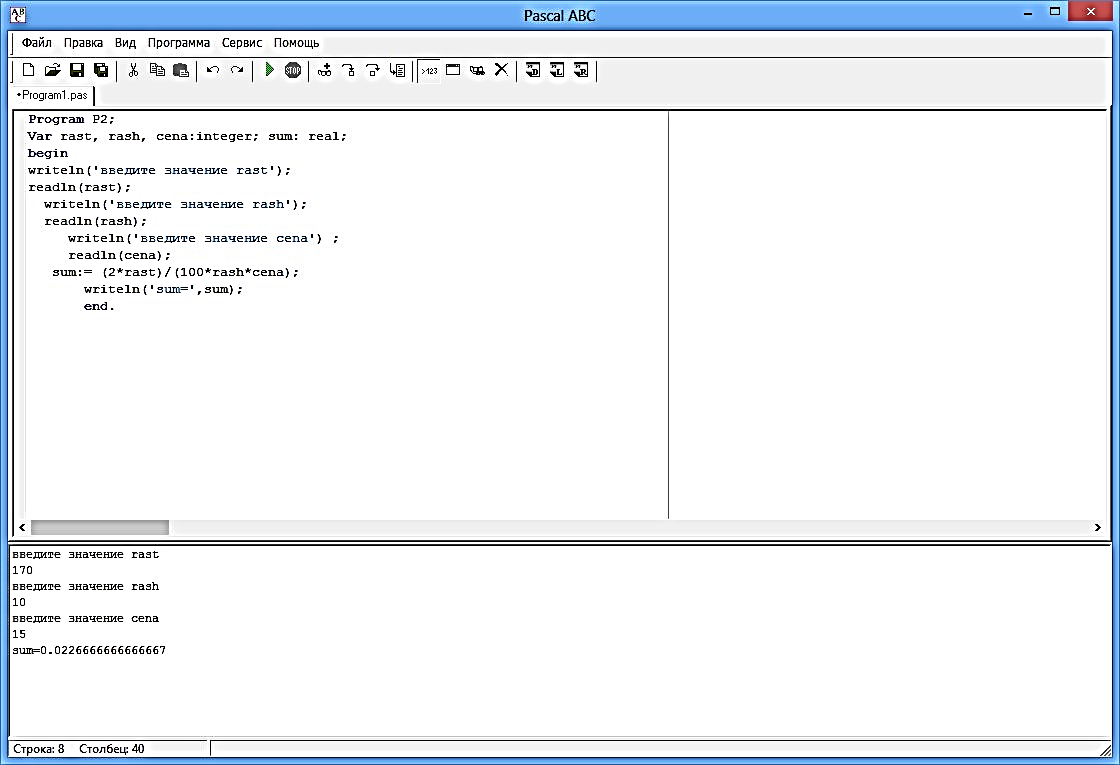 Pascal ABC
Файл Правка Вид Программа Сервис Помощь
•Program1.pas
Program P2;
Var rast, rash, cena:integer; sum: real;
begin
writeln('введите значение rast');
readln(rast);
writeln('введите значение rash');
readln(rash);
writeln('введите значение cena') ;
readln(cena);
sum:= (2*rast)/(100*rash*cena);
writeln('sum=',sum);
end.
введите значение rast
170
введите значение rash
10
введите значение cena
15
sum=0.0226666666666667
Строка: 8 Столбец: 40